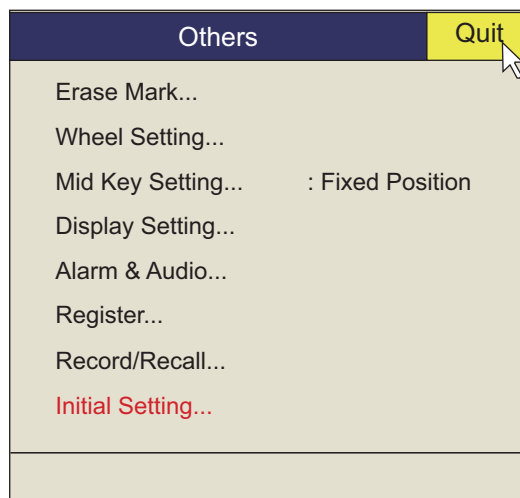 Others Quit
Erase Mark...
Wheel Setting...
Mid Key Setting... : Fixed Position
Display Setting...
Alarm & Audio...
Register...
Record/Recall...
Initial Setting...